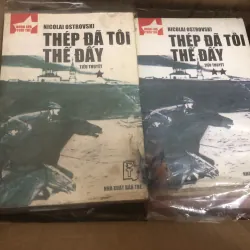 NICOLAI OSTROVSKI
THÉP ĐÃ TÔI
THẾ ĐẤY
TIỂU THUYẾT
NICOLAI OSTROVSKI
THÉP ĐÃ TÔI
THẾ ĐẤY
TIỂU THUYẾT